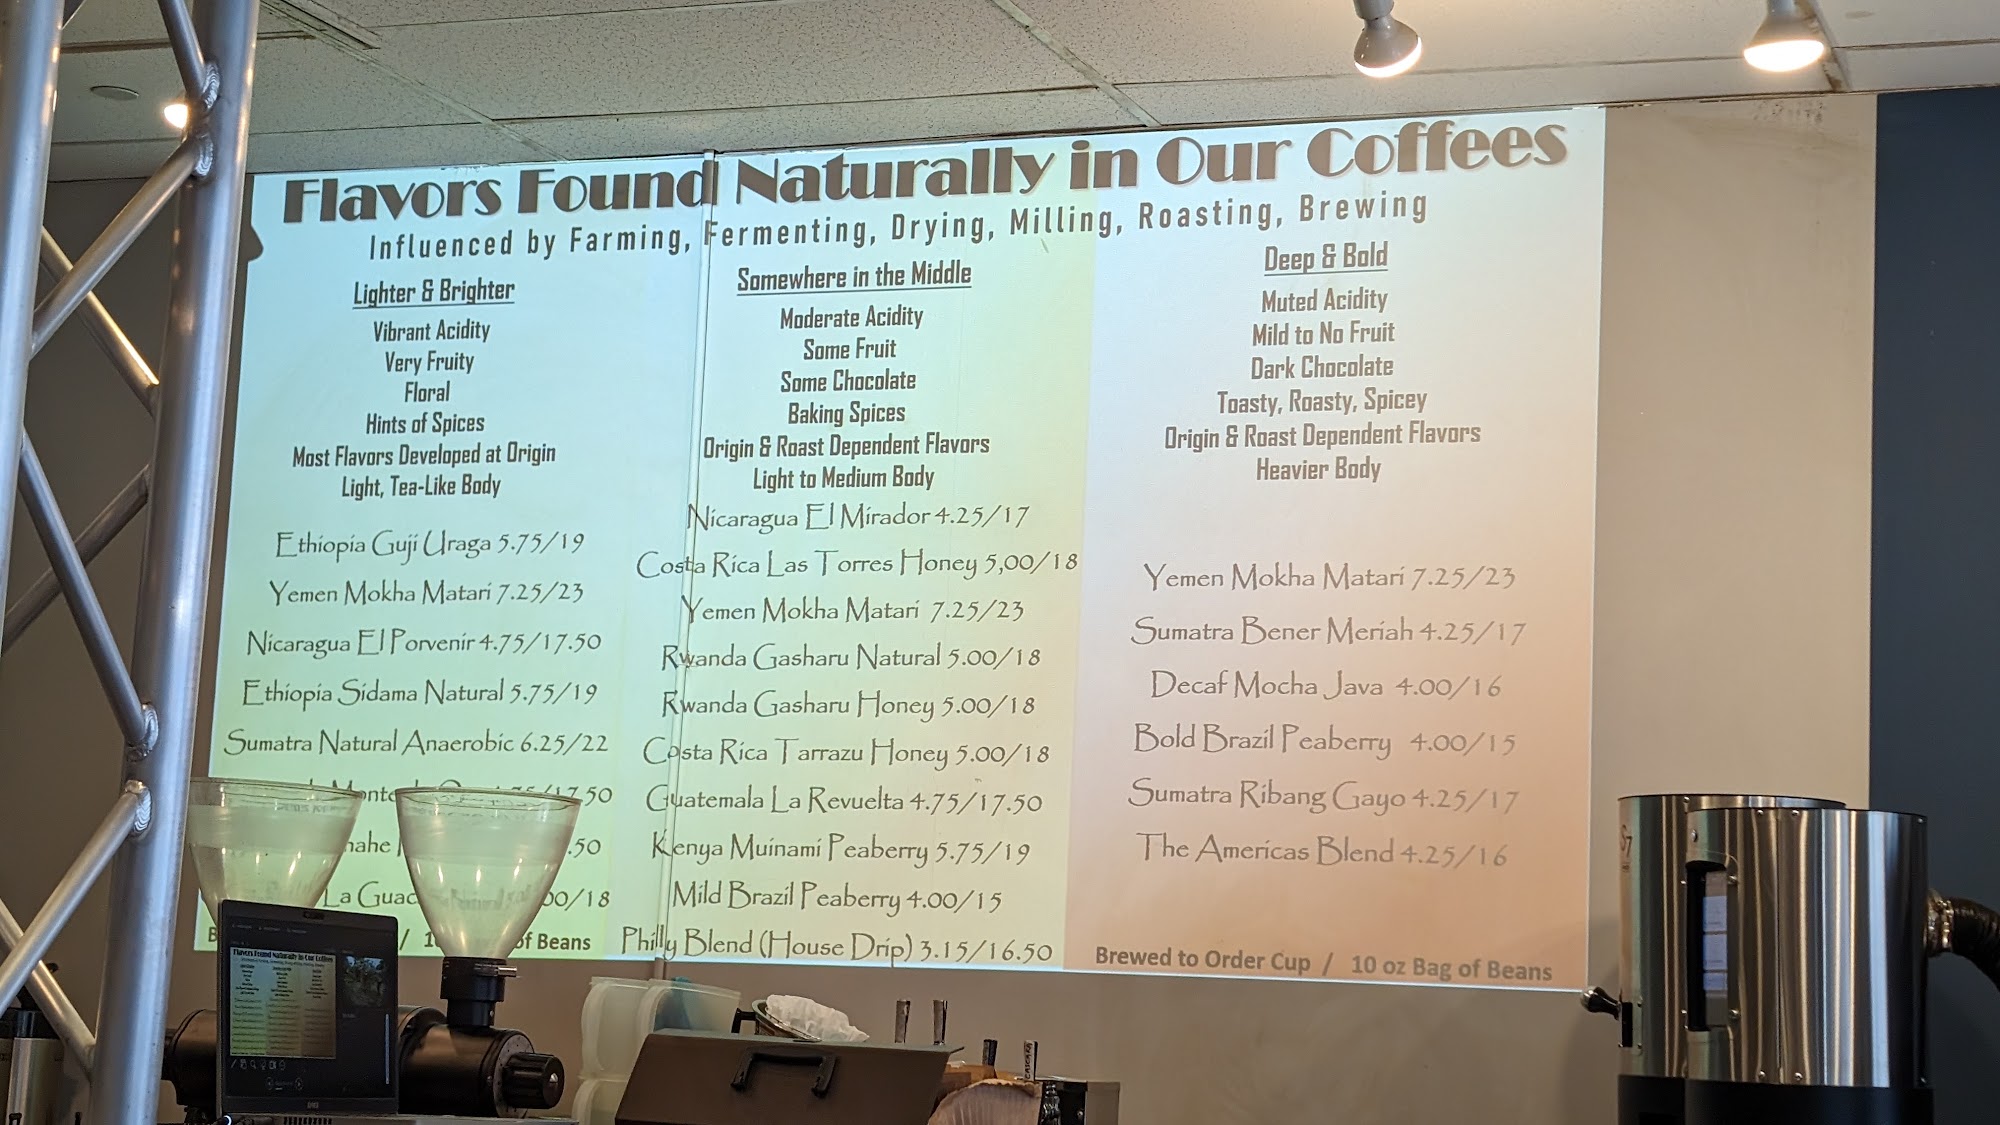 Flavors Found Naturally in Our Coffees
Influenced by Farming, Fermenting, Drying, Milling, Roasting, Brewing
Lighter & Brighter
Vibrant Acidity
Very Fruity
Floral
Hints of Spices
Most Flavors Developed at Origin
Light, Tea-Like Body
Ethiopia Guji Uraga 5.75/19
Yemen Mokha Matari 7.25/23
Nicaragua El Porvenir 4.75/17.50
Ethiopia Sidama Natural 5.75/19
Sumatra Natural Anaerobic 6.25/22
La
of Beans
Somewhere in the Middle
Moderate Acidity
Some Fruit
Some Chocolate
Baking Spices
Origin & Roast Dependent Flavors
Light to Medium Body
Nicaragua El Mirador 4.25/17
Costa Rica Las Torres Honey 5,00/18
Yemen Mokha Matari 7.25/23
Rwanda Gasharu Natural 5.00/18
Rwanda Gasharu Honey 5.00/18
Costa Rica Tarrazu Honey 5.00/18
Guatemala La Revuelta 4.75/17.50
Kenya Muinami Peaberry 5.75/19
Mild Brazil Peaberry 4.00/15
Philly Blend (House Drip) 3.15/16.50
Deep & Bold
Muted Acidity
Mild to No Fruit
Dark Chocolate
Toasty, Roasty, Spicey
Origin & Roast Dependent Flavors
Heavier Body
Yemen Mokha Matari 7.25/23
Sumatra Bener Meriah 4.25/17
Decaf Mocha Java 4.00/16
Bold Brazil Peaberry 4.00/15
Sumatra Ribang Gayo 4.25/17
The Americas Blend 4.25/16
Brewed to Order Cup / 10 oz Bag of Beans
Flavors Found Naturally in Our Coffees
DELL
S7